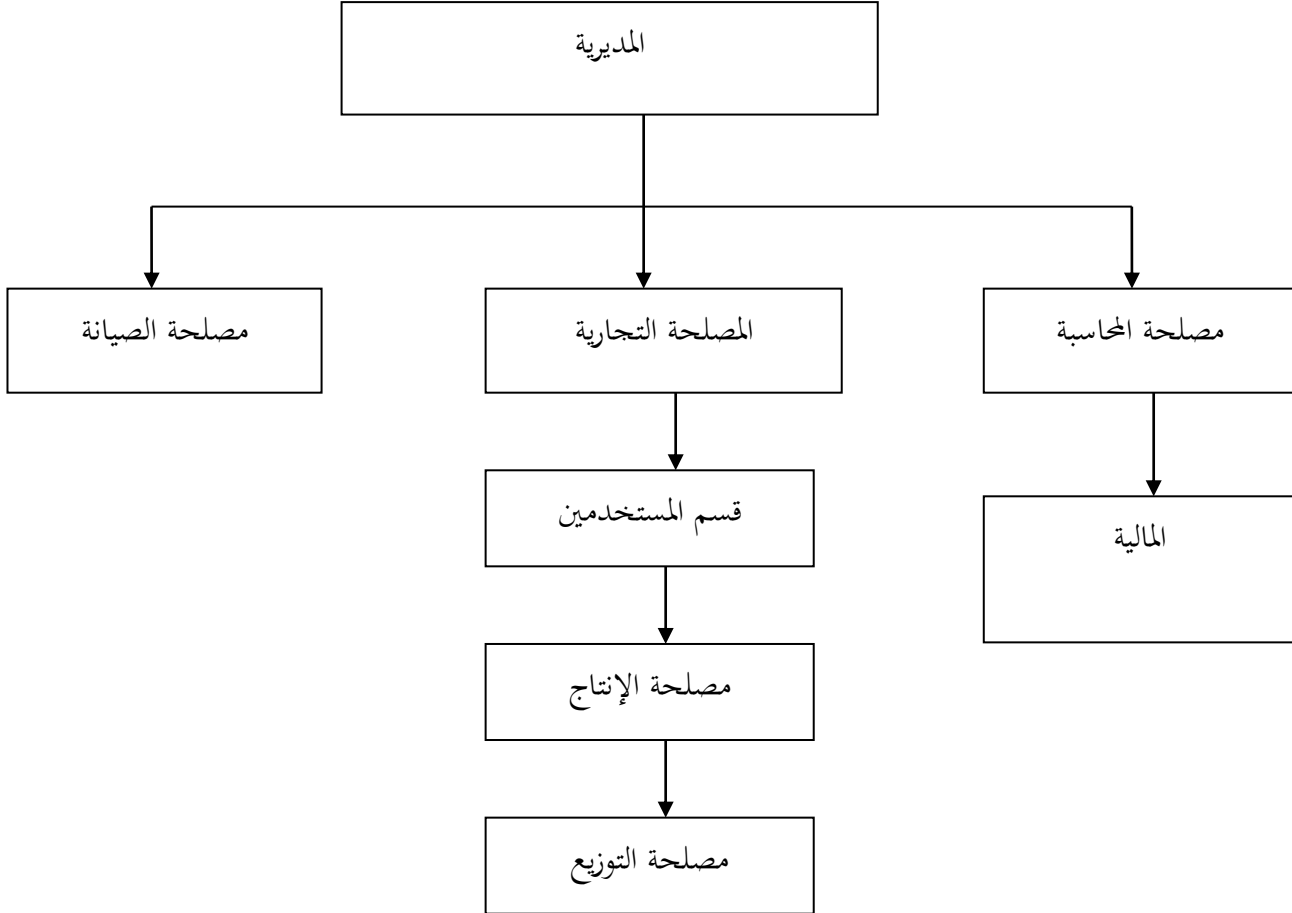 المديرية
مصلحة المحاسبة
المصلحة التجارية
مصلحة الصيانة
قسم المستخدمين
المالية
مصلحة الإنتاج
مصلحة التوزيع